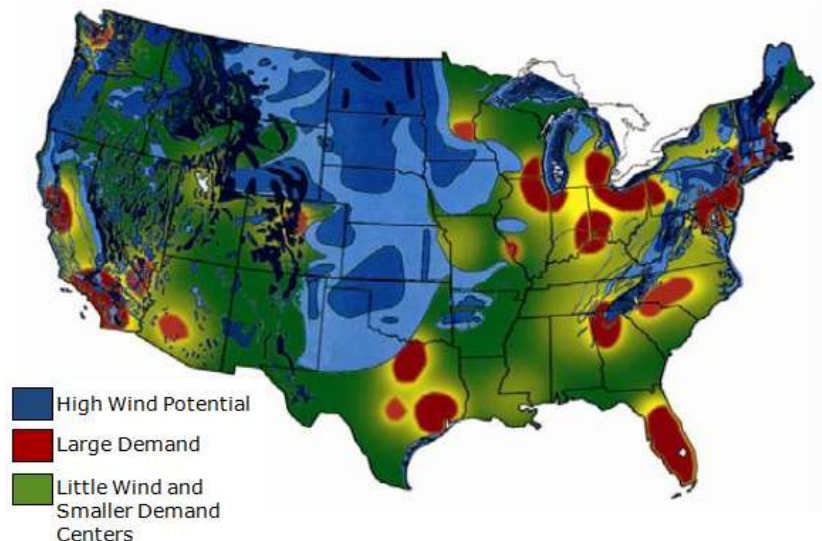 High Wind Potential
Large Demand
Little Wind and
Smaller Demand
Centers